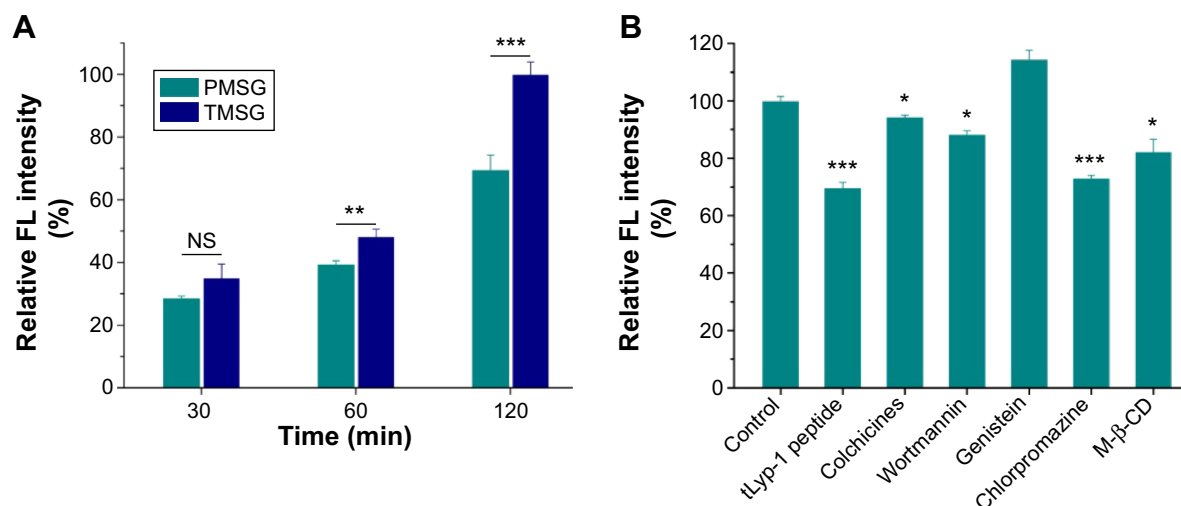 A
Relative FL intensity
(%)
100
80
60
40
20
0
PMSG
TMSG
NS
**
***
30
60
120
Time (min)
B
Relative FL intensity
(%)
120
100
80
60
40
20
0
***
*
*
***
*
Control
tLyp-1 peptide
Colchicines
Wortmannin
Genistein
Chlorpromazine
M-β-CD